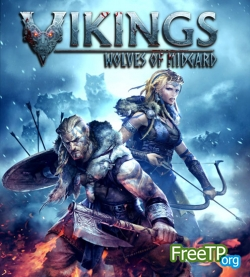 VIKINGS
WOLVES OF MIDGARD
FreeTP
.org